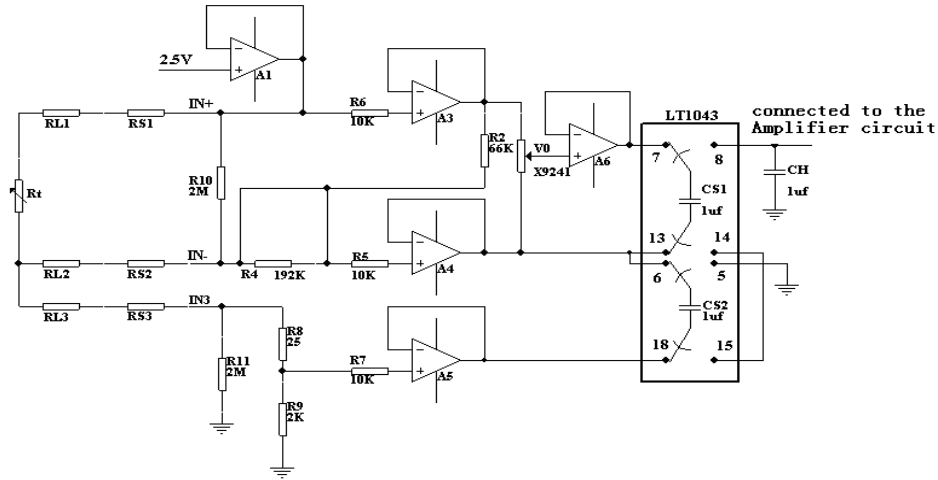 2.5V
A1
IN+
R6
10K
A3
R2
66K
V0
X9241
A6
LT1043
connected to the
Amplifier circuit
7
8
CH
1uf
RL1
RS1
R10
2M
Rt
CS1
1uf
13
14
IN-
RL2
RS2
R4
192K
R5
10K
A4
6
5
IN3
RL3
RS3
CS2
1uf
R8
25
R11
2M
R7
10K
A5
18
15
R9
2K